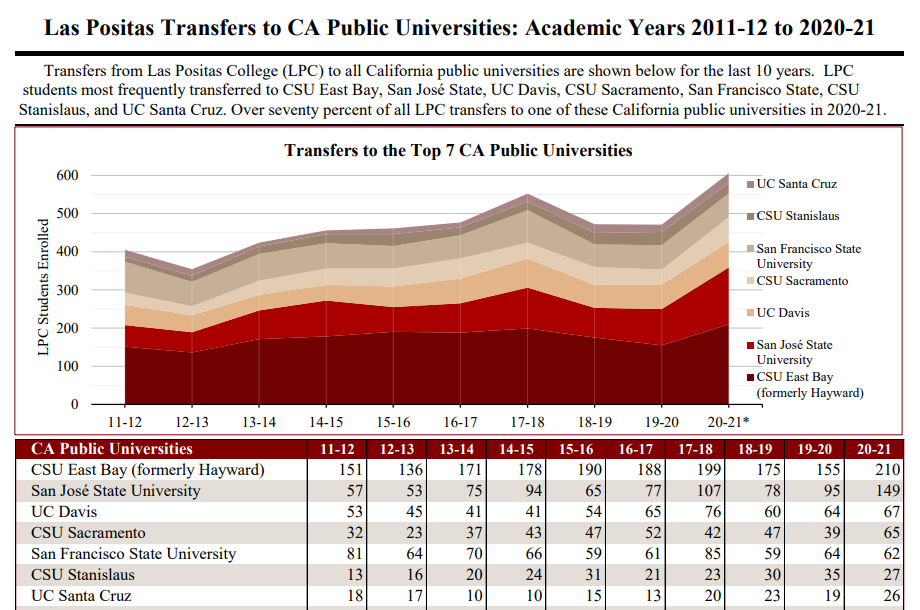 Las Positas Transfers to CA Public Universities: Academic Years 2011-12 to 2020-21
Transfers from Las Positas College (LPC) to all California public universities are shown below for the last 10 years.  LPC
students most frequently transferred to CSU East Bay, San José State, UC Davis, CSU Sacramento, San Francisco State, CSU
Stanislaus, and UC Santa Cruz. Over seventy percent of all LPC transfers to one of these California public universities in 2020-21.
Transfers to the Top 7 CA Public Universities
LPC Students Enrolled
600
500
400
300
200
100
0
11-12 12-13 13-14 14-15 15-16 16-17 17-18 18-19 19-20 20-21*
UC Santa Cruz
CSU Stanislaus
San Francisco State
University
CSU Sacramento
UC Davis
San José State
University
CSU East Bay
(formerly Hayward)
CA Public Universities 11-12 12-13 13-14 14-15 15-16 16-17 17-18 18-19 19-20 20-21
CSU East Bay (formerly Hayward) 151 136 171 178 190 188 199 175 155 210
San José State University 57 53 75 94 65 77 107 78 95 149
UC Davis 53 45 41 41 54 65 76 60 64 67
CSU Sacramento 32 23 37 43 47 52 42 47 39 65
San Francisco State University 81 64 70 66 59 61 85 59 64 62
CSU Stanislaus 13 16 20 24 31 21 23 30 35 27
UC Santa Cruz 18 17 10 10 15 13 20 23 19 26